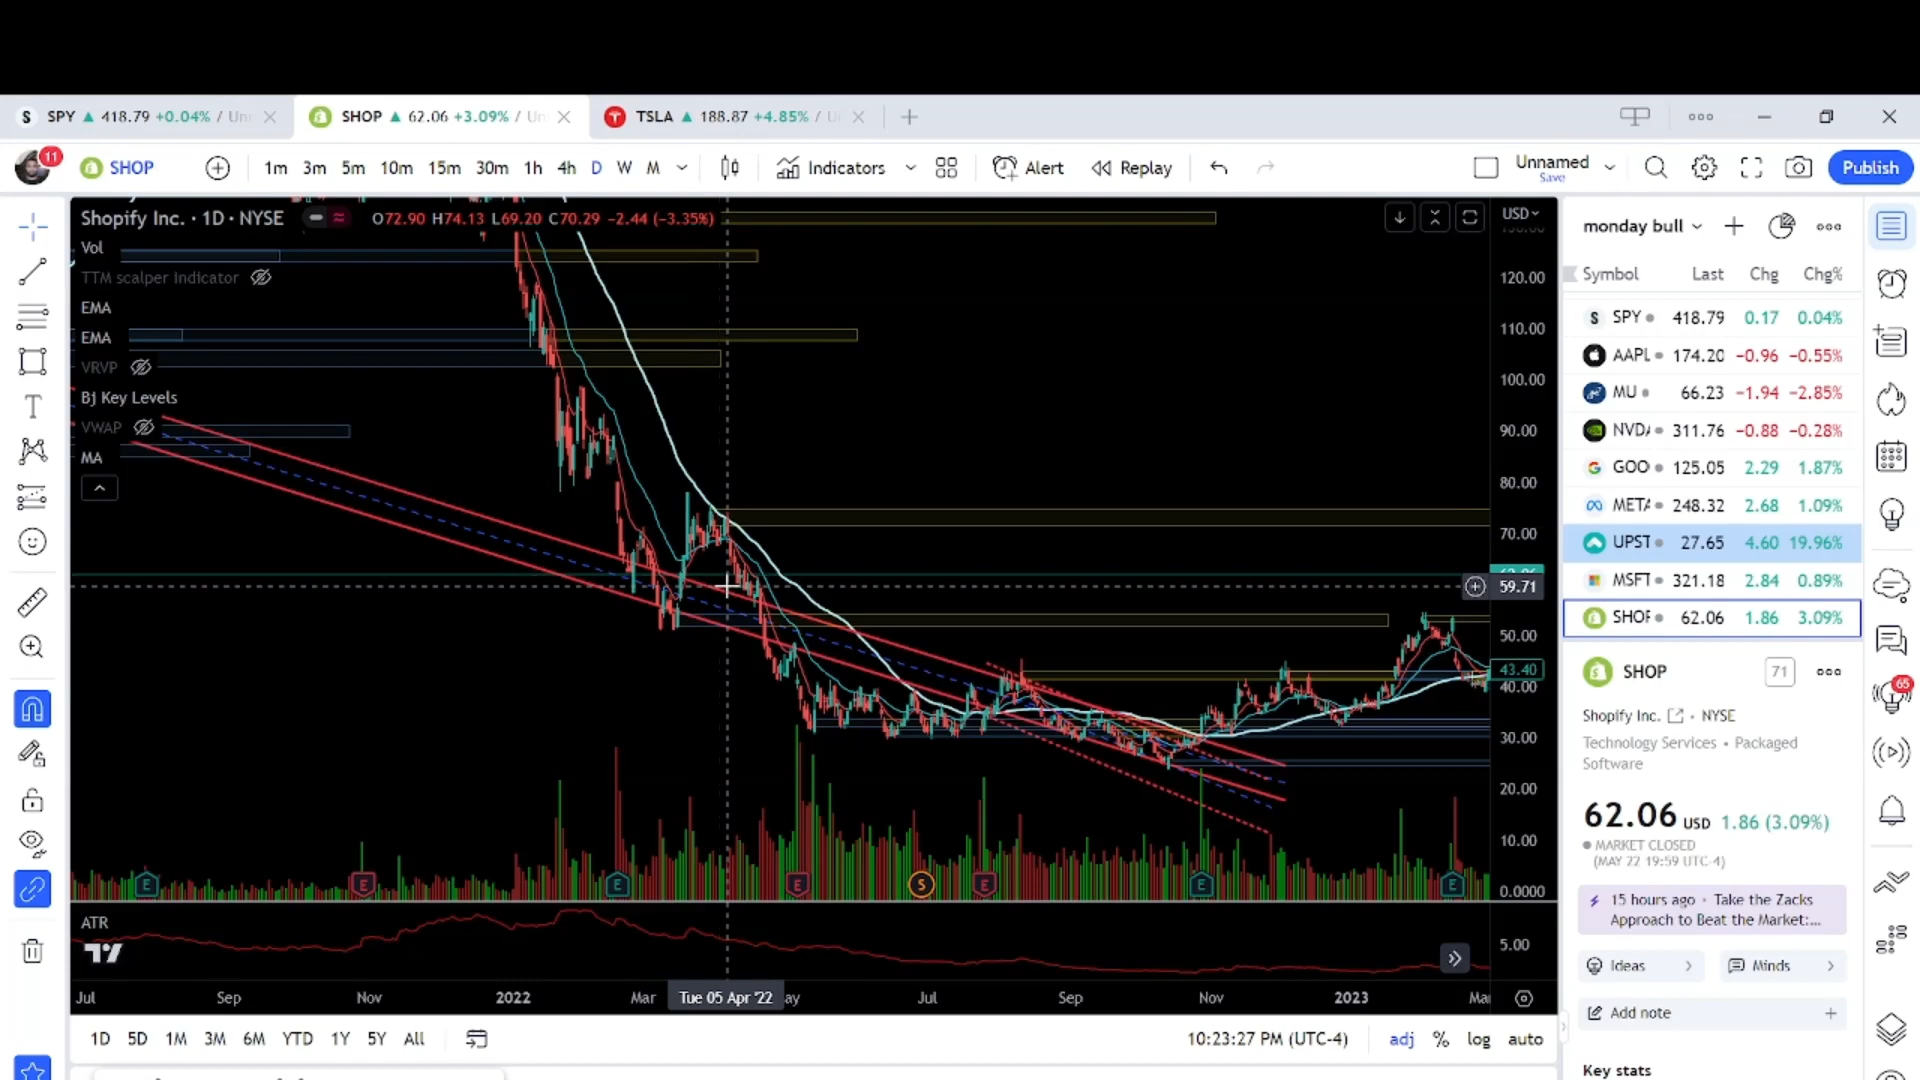 S SPY 418.79 +0.04% / Un
SHOP 62.06 +3.09% / Un
TSLA 188.87 +4.85% / U
11
SHOP
1m 3m 5m 10m 15m 30m 1h 4h D W M
Indicators
Alert
Replay
Unnamed
Save
Publish
Shopify Inc. · 1D · NYSE
O72.90 H74.13 L69.20 C70.29 −2.44 (−3.35%)
Vol
TTM scalper Indicator
EMA
EMA
VRVP
Bj Key Levels
VWAP
MA
USD
120.00
110.00
100.00
90.00
80.00
70.00
59.71
50.00
43.40
40.00
30.00
20.00
10.00
0.0000
E E E E S E E E
ATR
5.00
Jul Sep Nov 2022 Mar Tue 05 Apr '22 ay Jul Sep Nov 2023 Ma
1D 5D 1M 3M 6M YTD 1Y 5Y All
10:23:27 PM (UTC-4)
adj % log auto
monday bull
Symbol Last Chg Chg%
S SPY 418.79 0.17 0.04%
AAPL 174.20 −0.96 −0.55%
MU 66.23 −1.94 −2.85%
NVD 311.76 −0.88 −0.28%
GOO 125.05 2.29 1.87%
META 248.32 2.68 1.09%
UPST 27.65 4.60 19.96%
MSFT 321.18 2.84 0.89%
SHOP 62.06 1.86 3.09%
SHOP
71
Shopify Inc. · NYSE
Technology Services • Packaged
Software
62.06 USD 1.86 (3.09%)
MARKET CLOSED
(MAY 22 19:59 UTC-4)
15 hours ago · Take the Zacks
Approach to Beat the Market:...
Ideas
Minds
Add note
Key stats
65